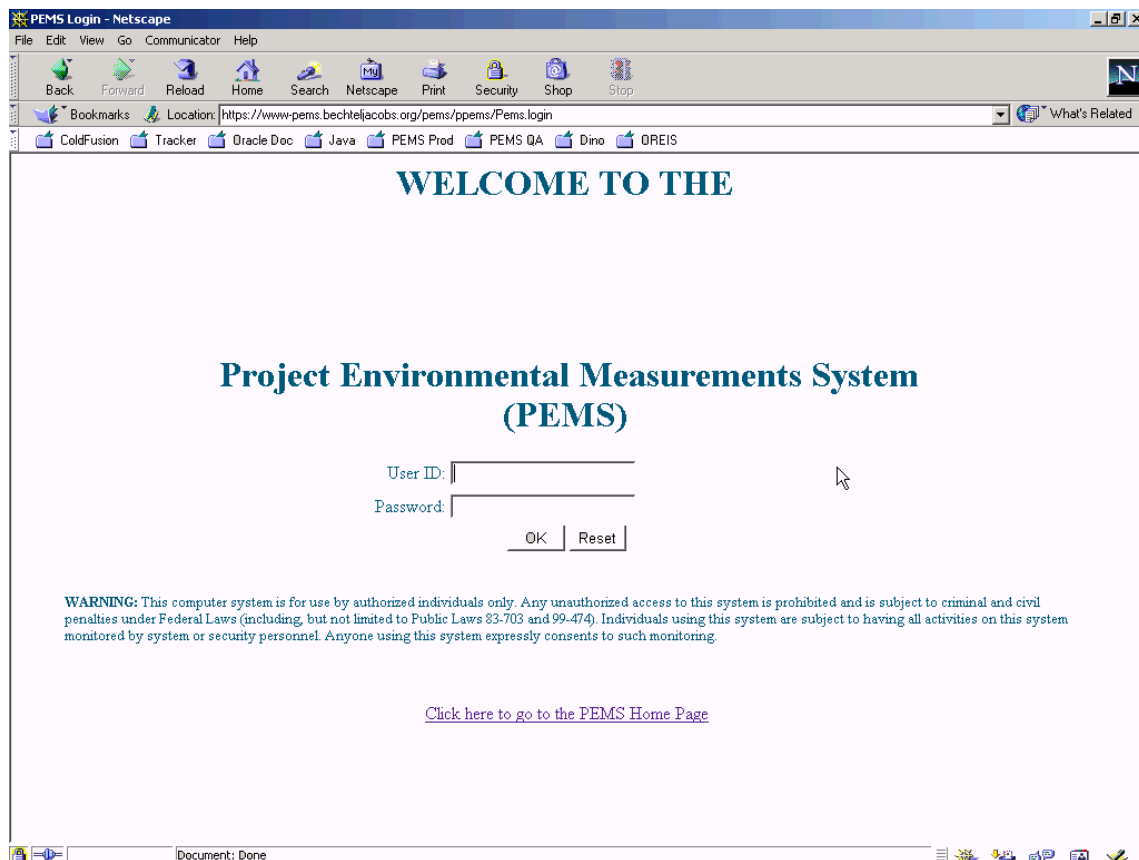 PEMS Login - Netscape
File Edit View Go Communicator Help
Back Forward Reload Home Search Netscape Print Security Shop Stop
Bookmarks Location: https://www-pems.bechteljacobs.org/pems/ppems/Pems.login What's Related
ColdFusion Tracker Oracle Doc Java PEMS Prod PEMS QA Dino OREIS
WELCOME TO THE
Project Environmental Measurements System
(PEMS)
User ID:
Password:
OK Reset
WARNING: This computer system is for use by authorized individuals only. Any unauthorized access to this system is prohibited and is subject to criminal and civil
penalties under Federal Laws (including, but not limited to Public Laws 83-703 and 99-474). Individuals using this system are subject to having all activities on this system
monitored by system or security personnel. Anyone using this system expressly consents to such monitoring.
Click here to go to the PEMS Home Page
Document: Done